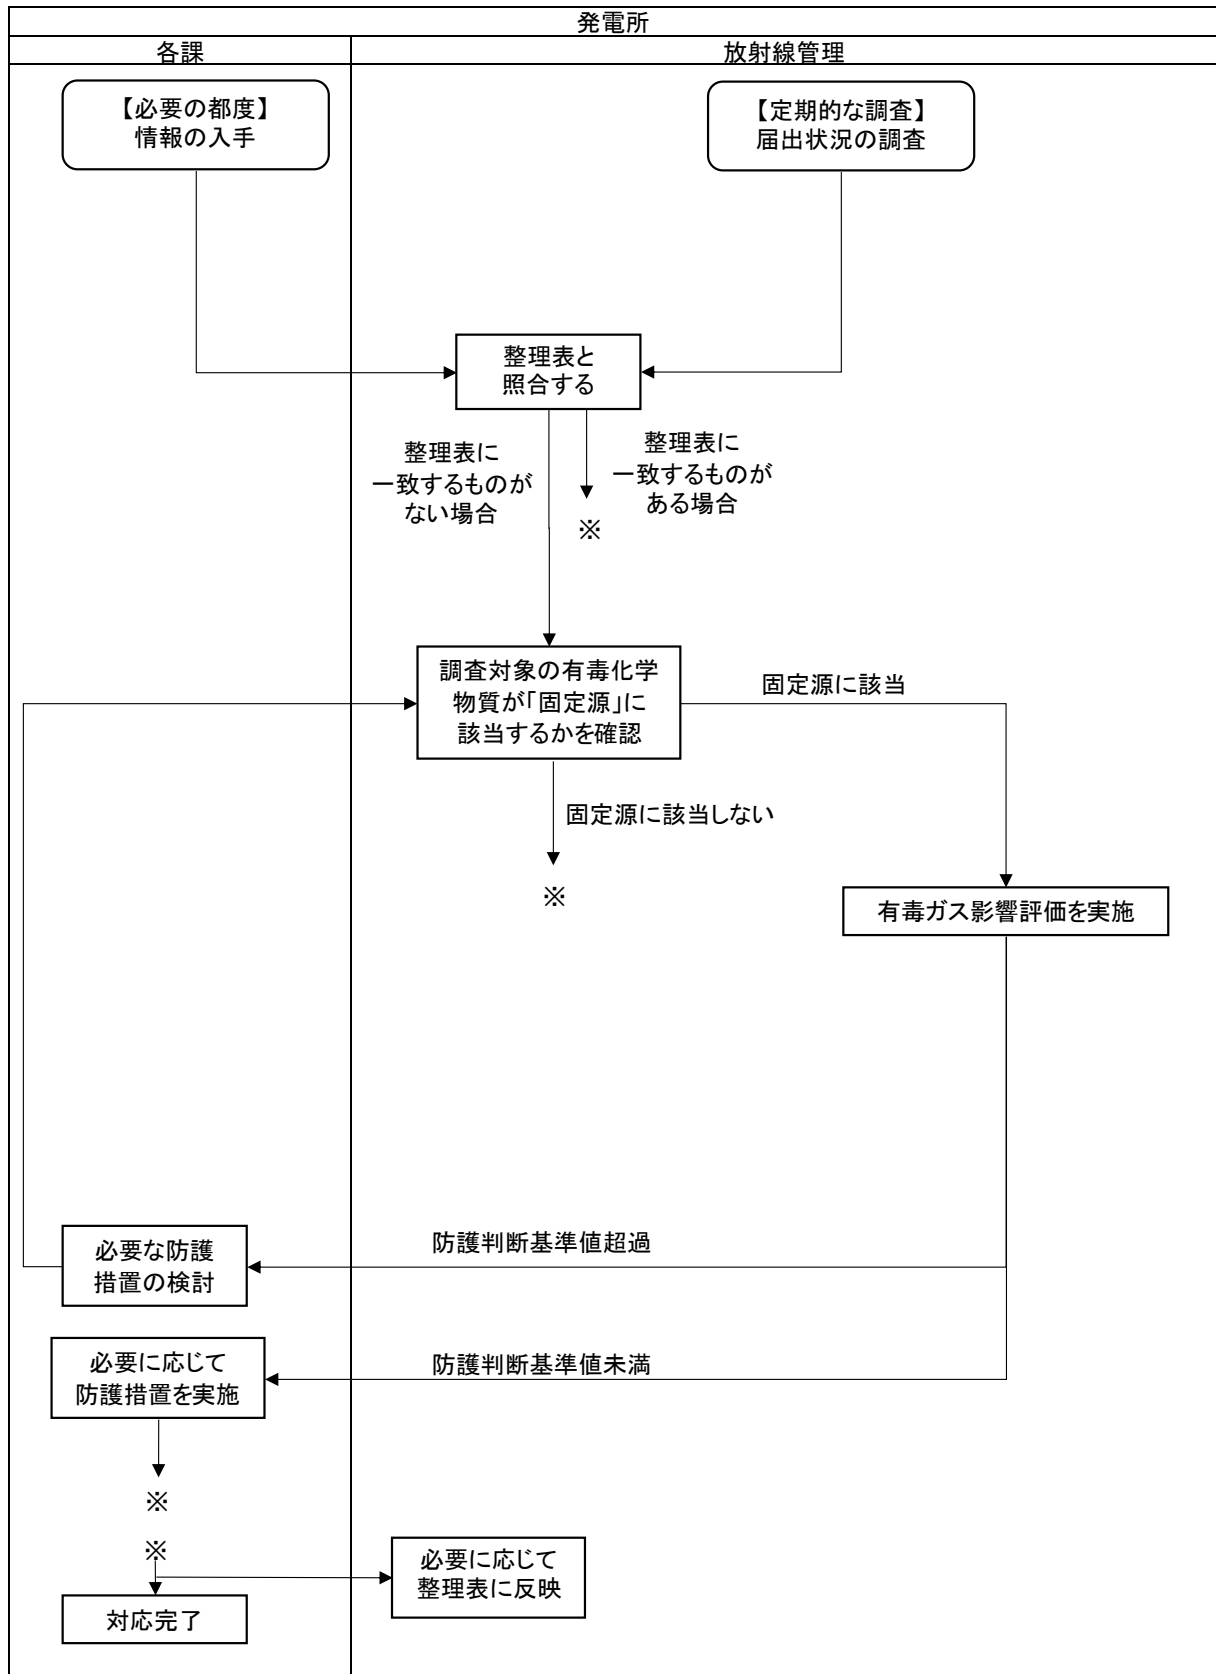 発電所
各課
放射線管理
【必要の都度】
情報の入手
【定期的な調査】
届出状況の調査
整理表と
照合する
整理表に
一致するものが
ない場合
整理表に
一致するものが
ある場合
※
調査対象の有毒化学
物質が「固定源」に
該当するかを確認
固定源に該当
固定源に該当しない
※
有毒ガス影響評価を実施
防護判断基準値超過
必要な防護
措置の検討
防護判断基準値未満
必要に応じて
防護措置を実施
※
※
必要に応じて
整理表に反映
対応完了